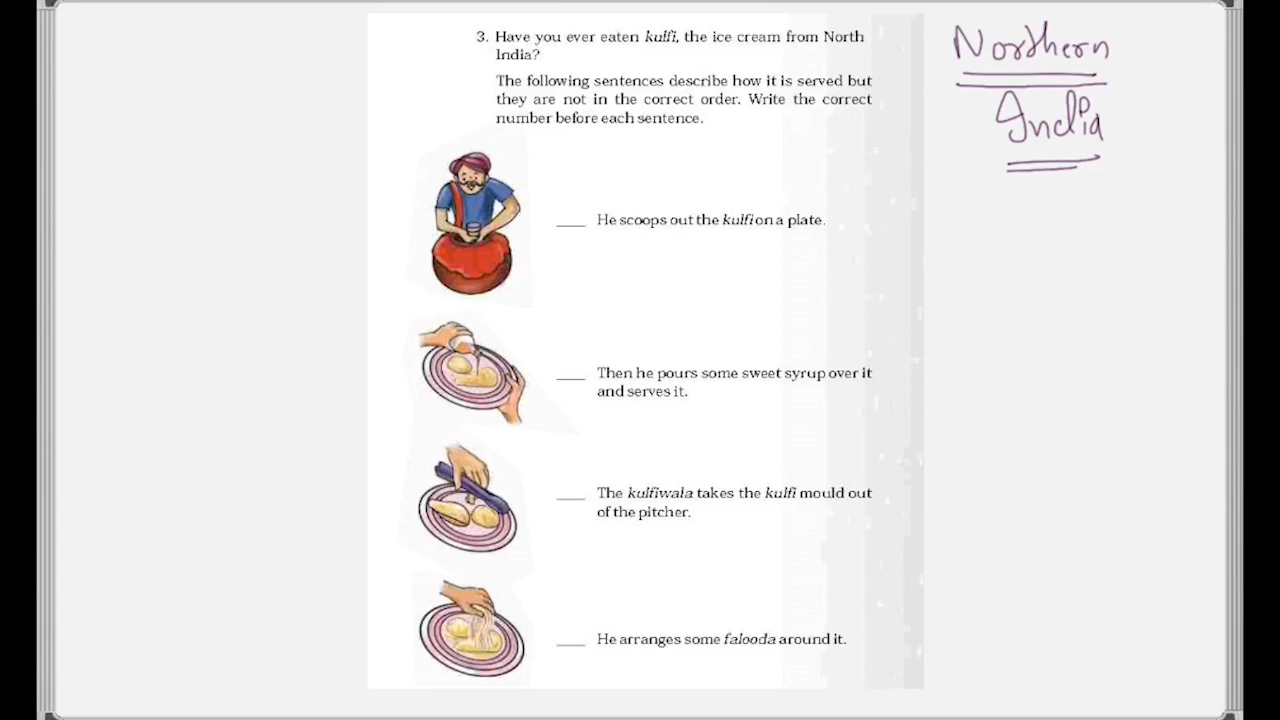 3. Have you ever eaten kulfi, the ice cream from North
India?
The following sentences describe how it is served but
they are not in the correct order. Write the correct
number before each sentence.
____ He scoops out the kulfi on a plate.
____ Then he pours some sweet syrup over it
and serves it.
____ The kulfiwala takes the kulfi mould out
of the pitcher.
____ He arranges some falooda around it.
Northern
India